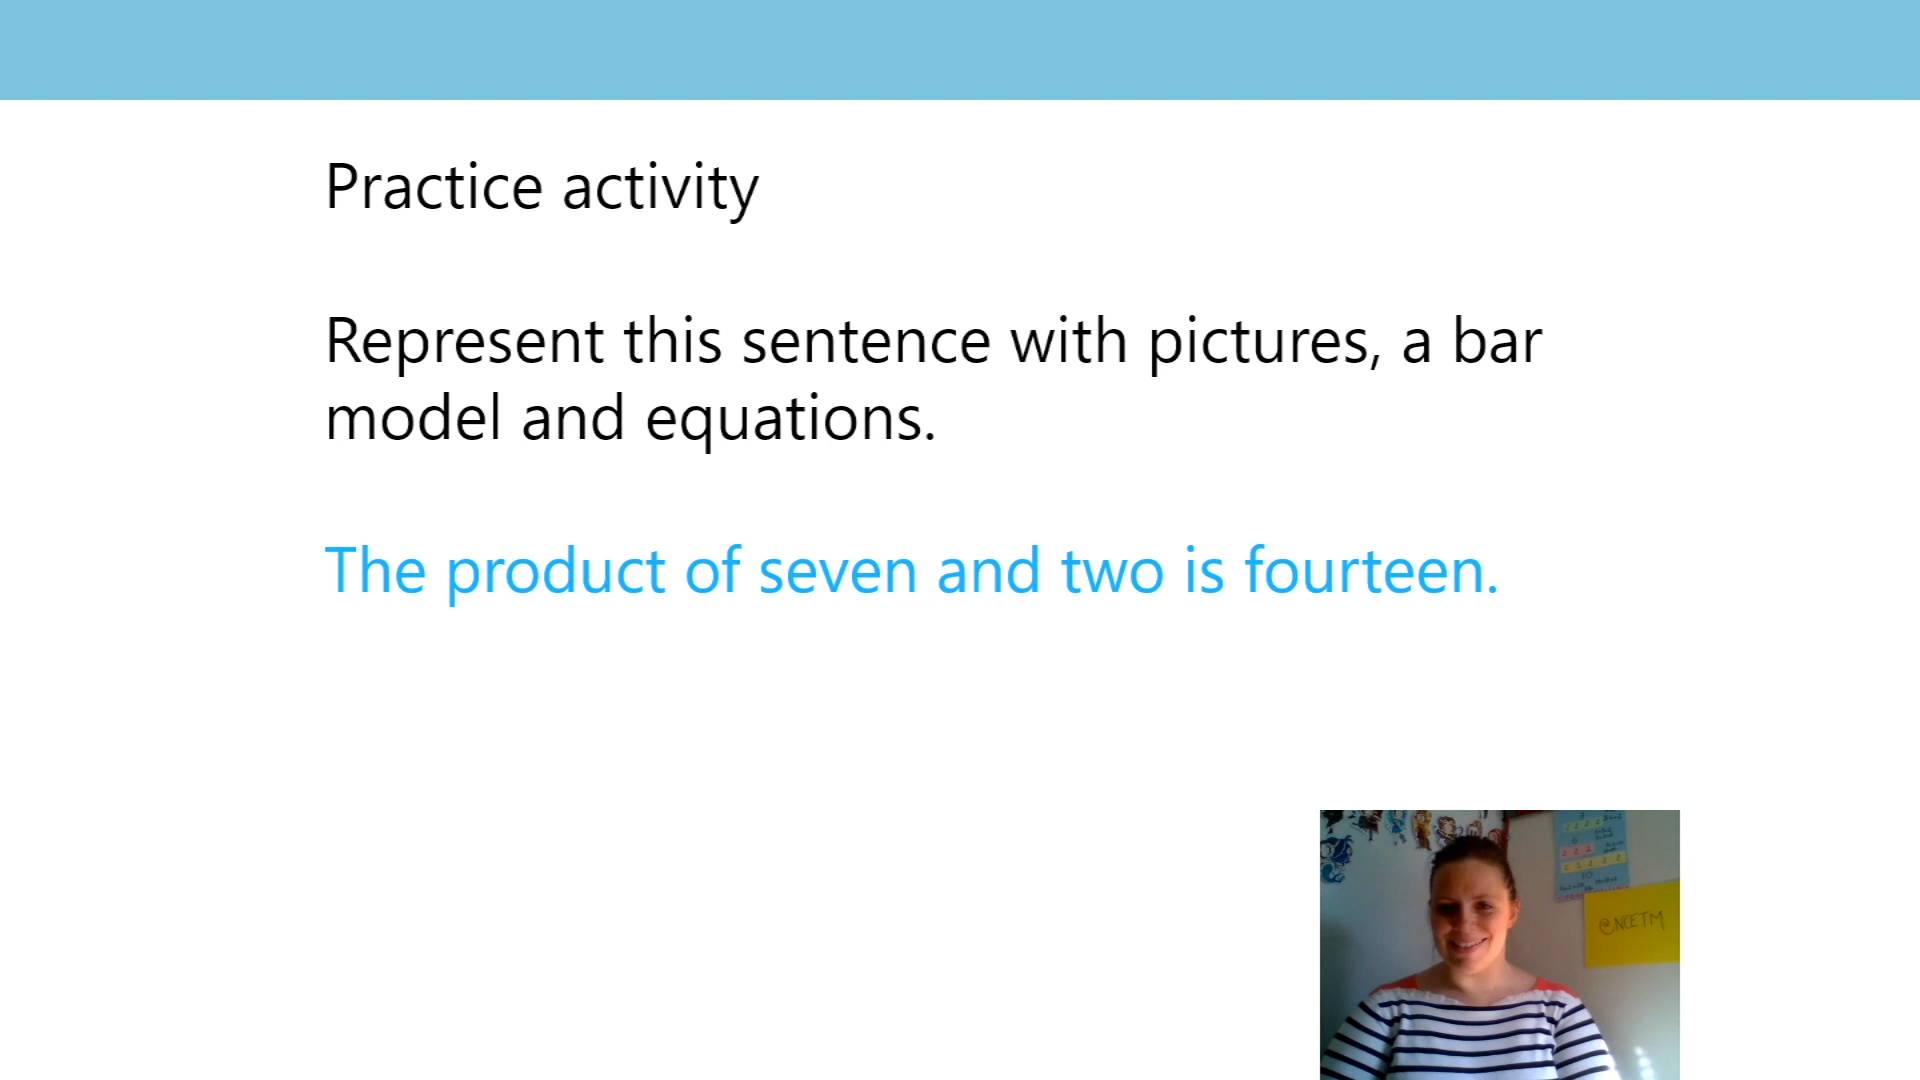 Practice activity
Represent this sentence with pictures, a bar
model and equations.
The product of seven and two is fourteen.
@NCETM
10